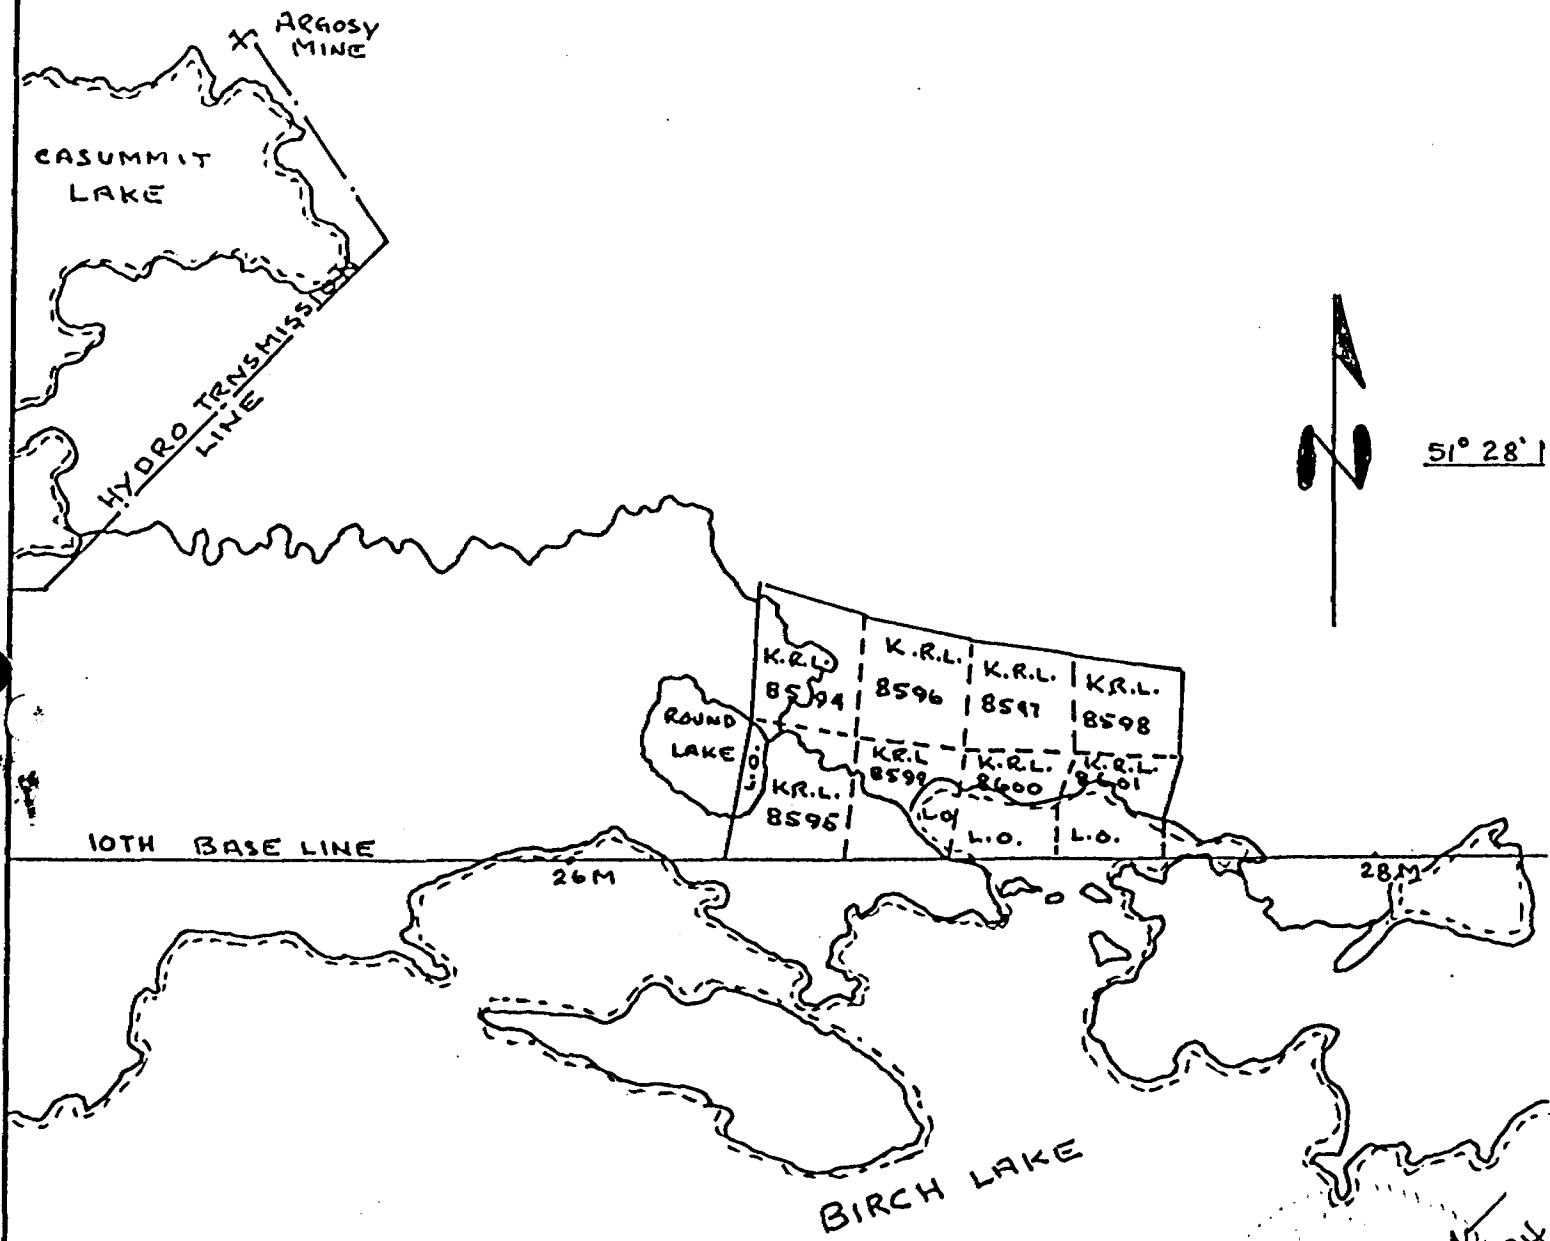 ARGOSY
MINE
CASUMMIT
LAKE
HYDRO TRNSMISS
LINE
N
51° 28'
K.R.L.
8594
K.R.L.
8596
K.R.L.
8597
K.R.L.
8598
ROUND
LAKE
L.O.
K.R.L.
8595
K.R.L
8599
K.R.L.
8600
K.R.L.
8601
L.O
L.O.
L.O.
10TH BASE LINE
26M
28M
BIRCH LAKE